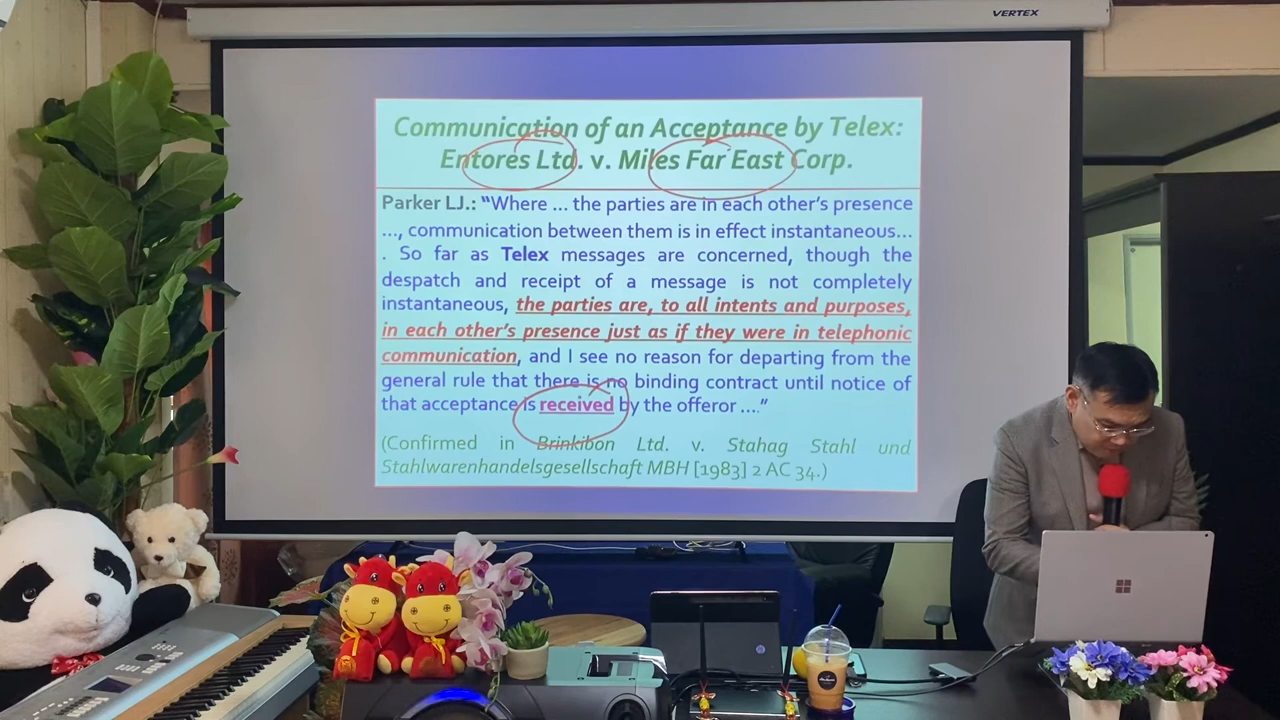 VERTEX
Communication of an Acceptance by Telex:
Entores Ltd. v. Miles Far East Corp.
Parker LJ.: “Where ... the parties are in each other’s presence
..., communication between them is in effect instantaneous...
. So far as Telex messages are concerned, though the
despatch and receipt of a message is not completely
instantaneous, the parties are, to all intents and purposes,
in each other’s presence just as if they were in telephonic
communication, and I see no reason for departing from the
general rule that there is no binding contract until notice of
that acceptance is received by the offeror ....”
(Confirmed in Brinkibon Ltd. v. Stahag Stahl und
Stahlwarenhandelsgesellschaft MBH [1983] 2 AC 34.)